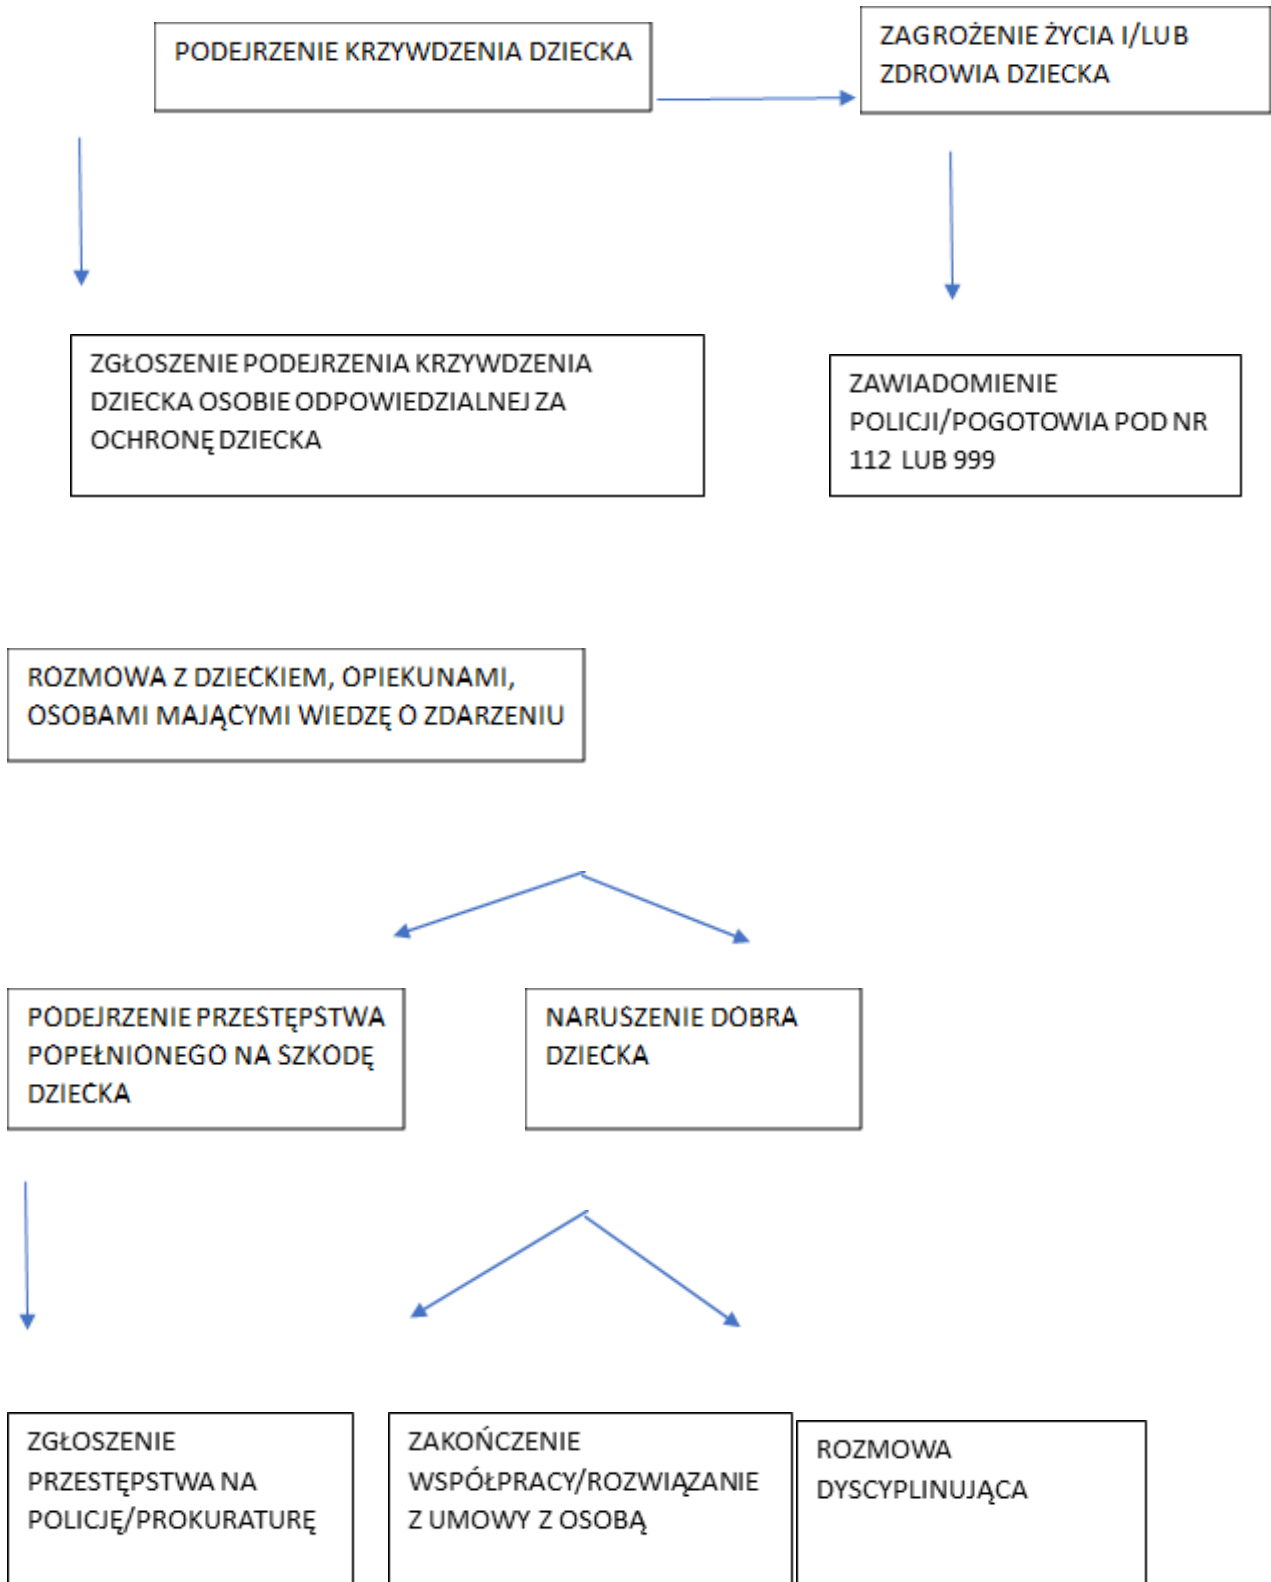 PODEJRZENIE KRZYWDZENIA DZIECKA
ZAGROŻENIE ŻYCIA I/LUB
ZDROWIA DZIECKA
ZGŁOSZENIE PODEJRZENIA KRZYWDZENIA
DZIECKA OSOBIE ODPOWIEDZIALNEJ ZA
OCHRONĘ DZIECKA
ZAWIADOMIENIE
POLICJI/POGOTOWIA POD NR
112 LUB 999
ROZMOWA Z DZIECKIEM, OPIEKUNAMI,
OSOBAMI MAJĄCYMI WIEDZĘ O ZDARZENIU
PODEJRZENIE PRZESTĘPSTWA
POPEŁNIONEGO NA SZKODĘ
DZIECKA
NARUSZENIE DOBRA
DZIECKA
ZGŁOSZENIE
PRZESTĘPSTWA NA
POLICJĘ/PROKURATURĘ
ZAKOŃCZENIE
WSPÓŁPRACY/ROZWIĄZANIE
Z UMOWY Z OSOBĄ
ROZMOWA
DYSCYPLINUJĄCA